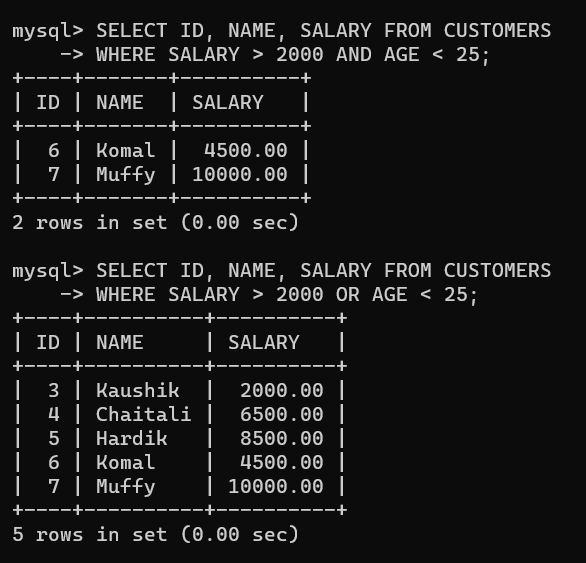 mysql> SELECT ID, NAME, SALARY FROM CUSTOMERS
    -> WHERE SALARY > 2000 AND AGE < 25;
+----+-------+----------+
| ID | NAME  | SALARY   |
+----+-------+----------+
|  6 | Komal |  4500.00 |
|  7 | Muffy | 10000.00 |
+----+-------+----------+
2 rows in set (0.00 sec)

mysql> SELECT ID, NAME, SALARY FROM CUSTOMERS
    -> WHERE SALARY > 2000 OR AGE < 25;
+----+----------+----------+
| ID | NAME     | SALARY   |
+----+----------+----------+
|  3 | Kaushik  |  2000.00 |
|  4 | Chaitali |  6500.00 |
|  5 | Hardik   |  8500.00 |
|  6 | Komal    |  4500.00 |
|  7 | Muffy    | 10000.00 |
+----+----------+----------+
5 rows in set (0.00 sec)